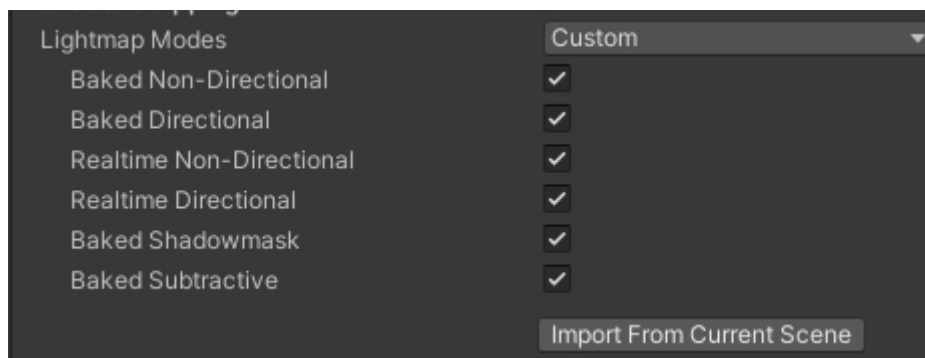 Lightmap Modes Custom
Baked Non-Directional
Baked Directional
Realtime Non-Directional
Realtime Directional
Baked Shadowmask
Baked Subtractive
Import From Current Scene